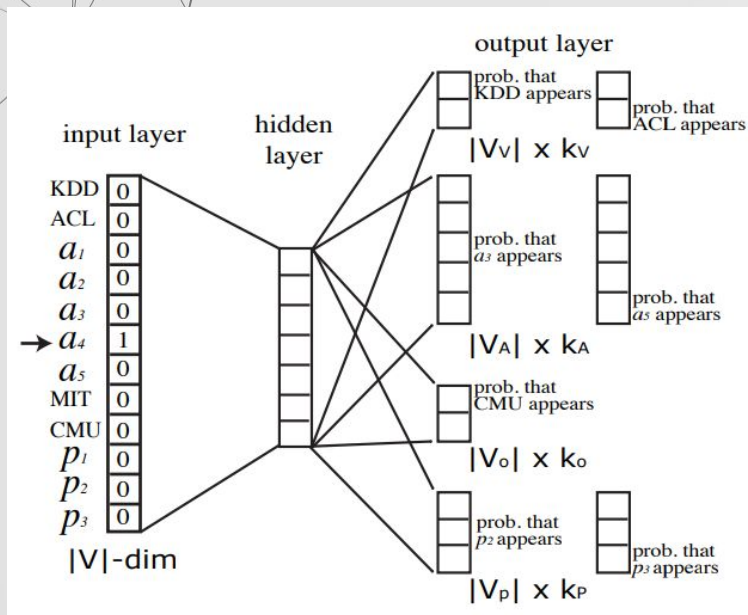 output layer
prob. that
KDD appears
prob. that
ACL appears
|Vv| x kv
input layer
hidden
layer
KDD 0
ACL 0
a1 0
a2 0
a3 0
a4 1
a5 0
MIT 0
CMU 0
p1 0
p2 0
p3 0
|V|-dim
prob. that
a3 appears
prob. that
a5 appears
|VA| x kA
prob. that
CMU appears
|Vo| x ko
prob. that
p2 appears
prob. that
p3 appears
|Vp| x kP